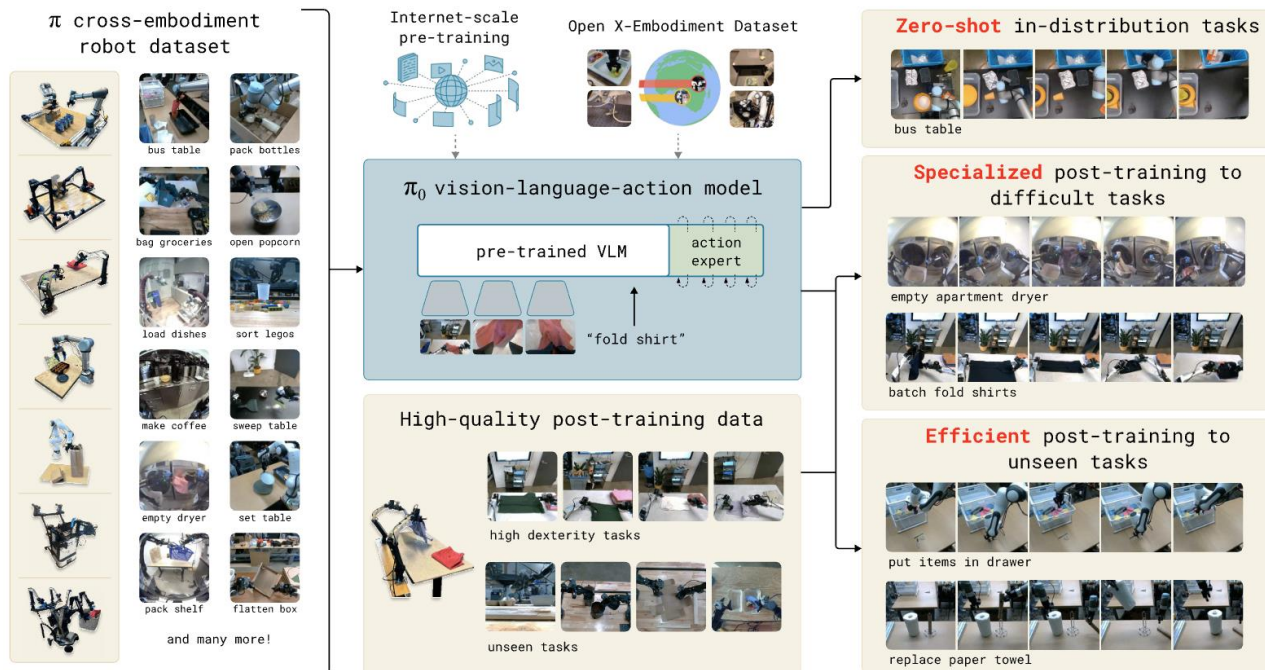 π cross-embodiment
robot dataset
bus table
pack bottles
bag groceries
open popcorn
load dishes
sort legos
make coffee
sweep table
empty dryer
set table
pack shelf
flatten box
and many more!
Internet-scale
pre-training
Open X-Embodiment Dataset
π₀ vision-language-action model
pre-trained VLM
action
expert
"fold shirt"
High-quality post-training data
high dexterity tasks
unseen tasks
Zero-shot in-distribution tasks
bus table
Specialized post-training to
difficult tasks
empty apartment dryer
batch fold shirts
Efficient post-training to
unseen tasks
put items in drawer
replace paper towel